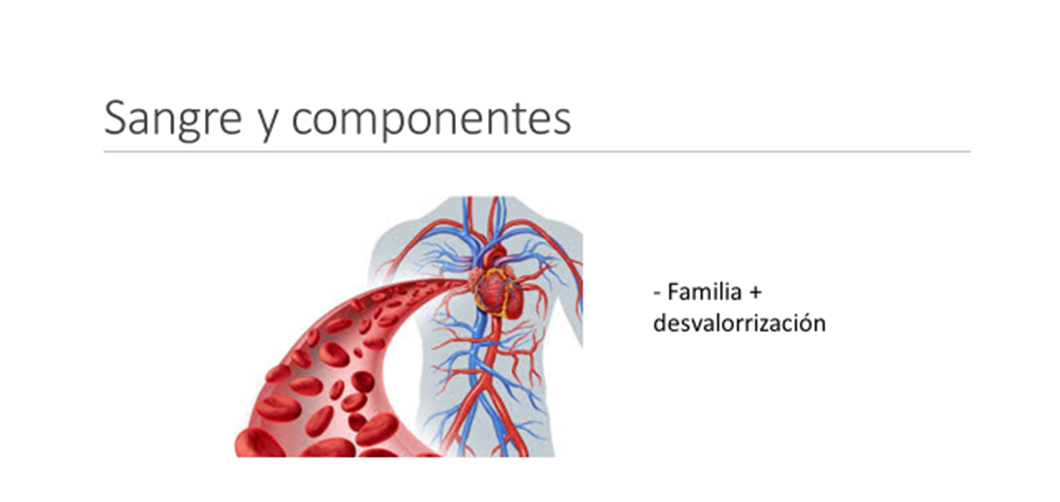 Sangre y componentes
- Familia +
desvalorrización